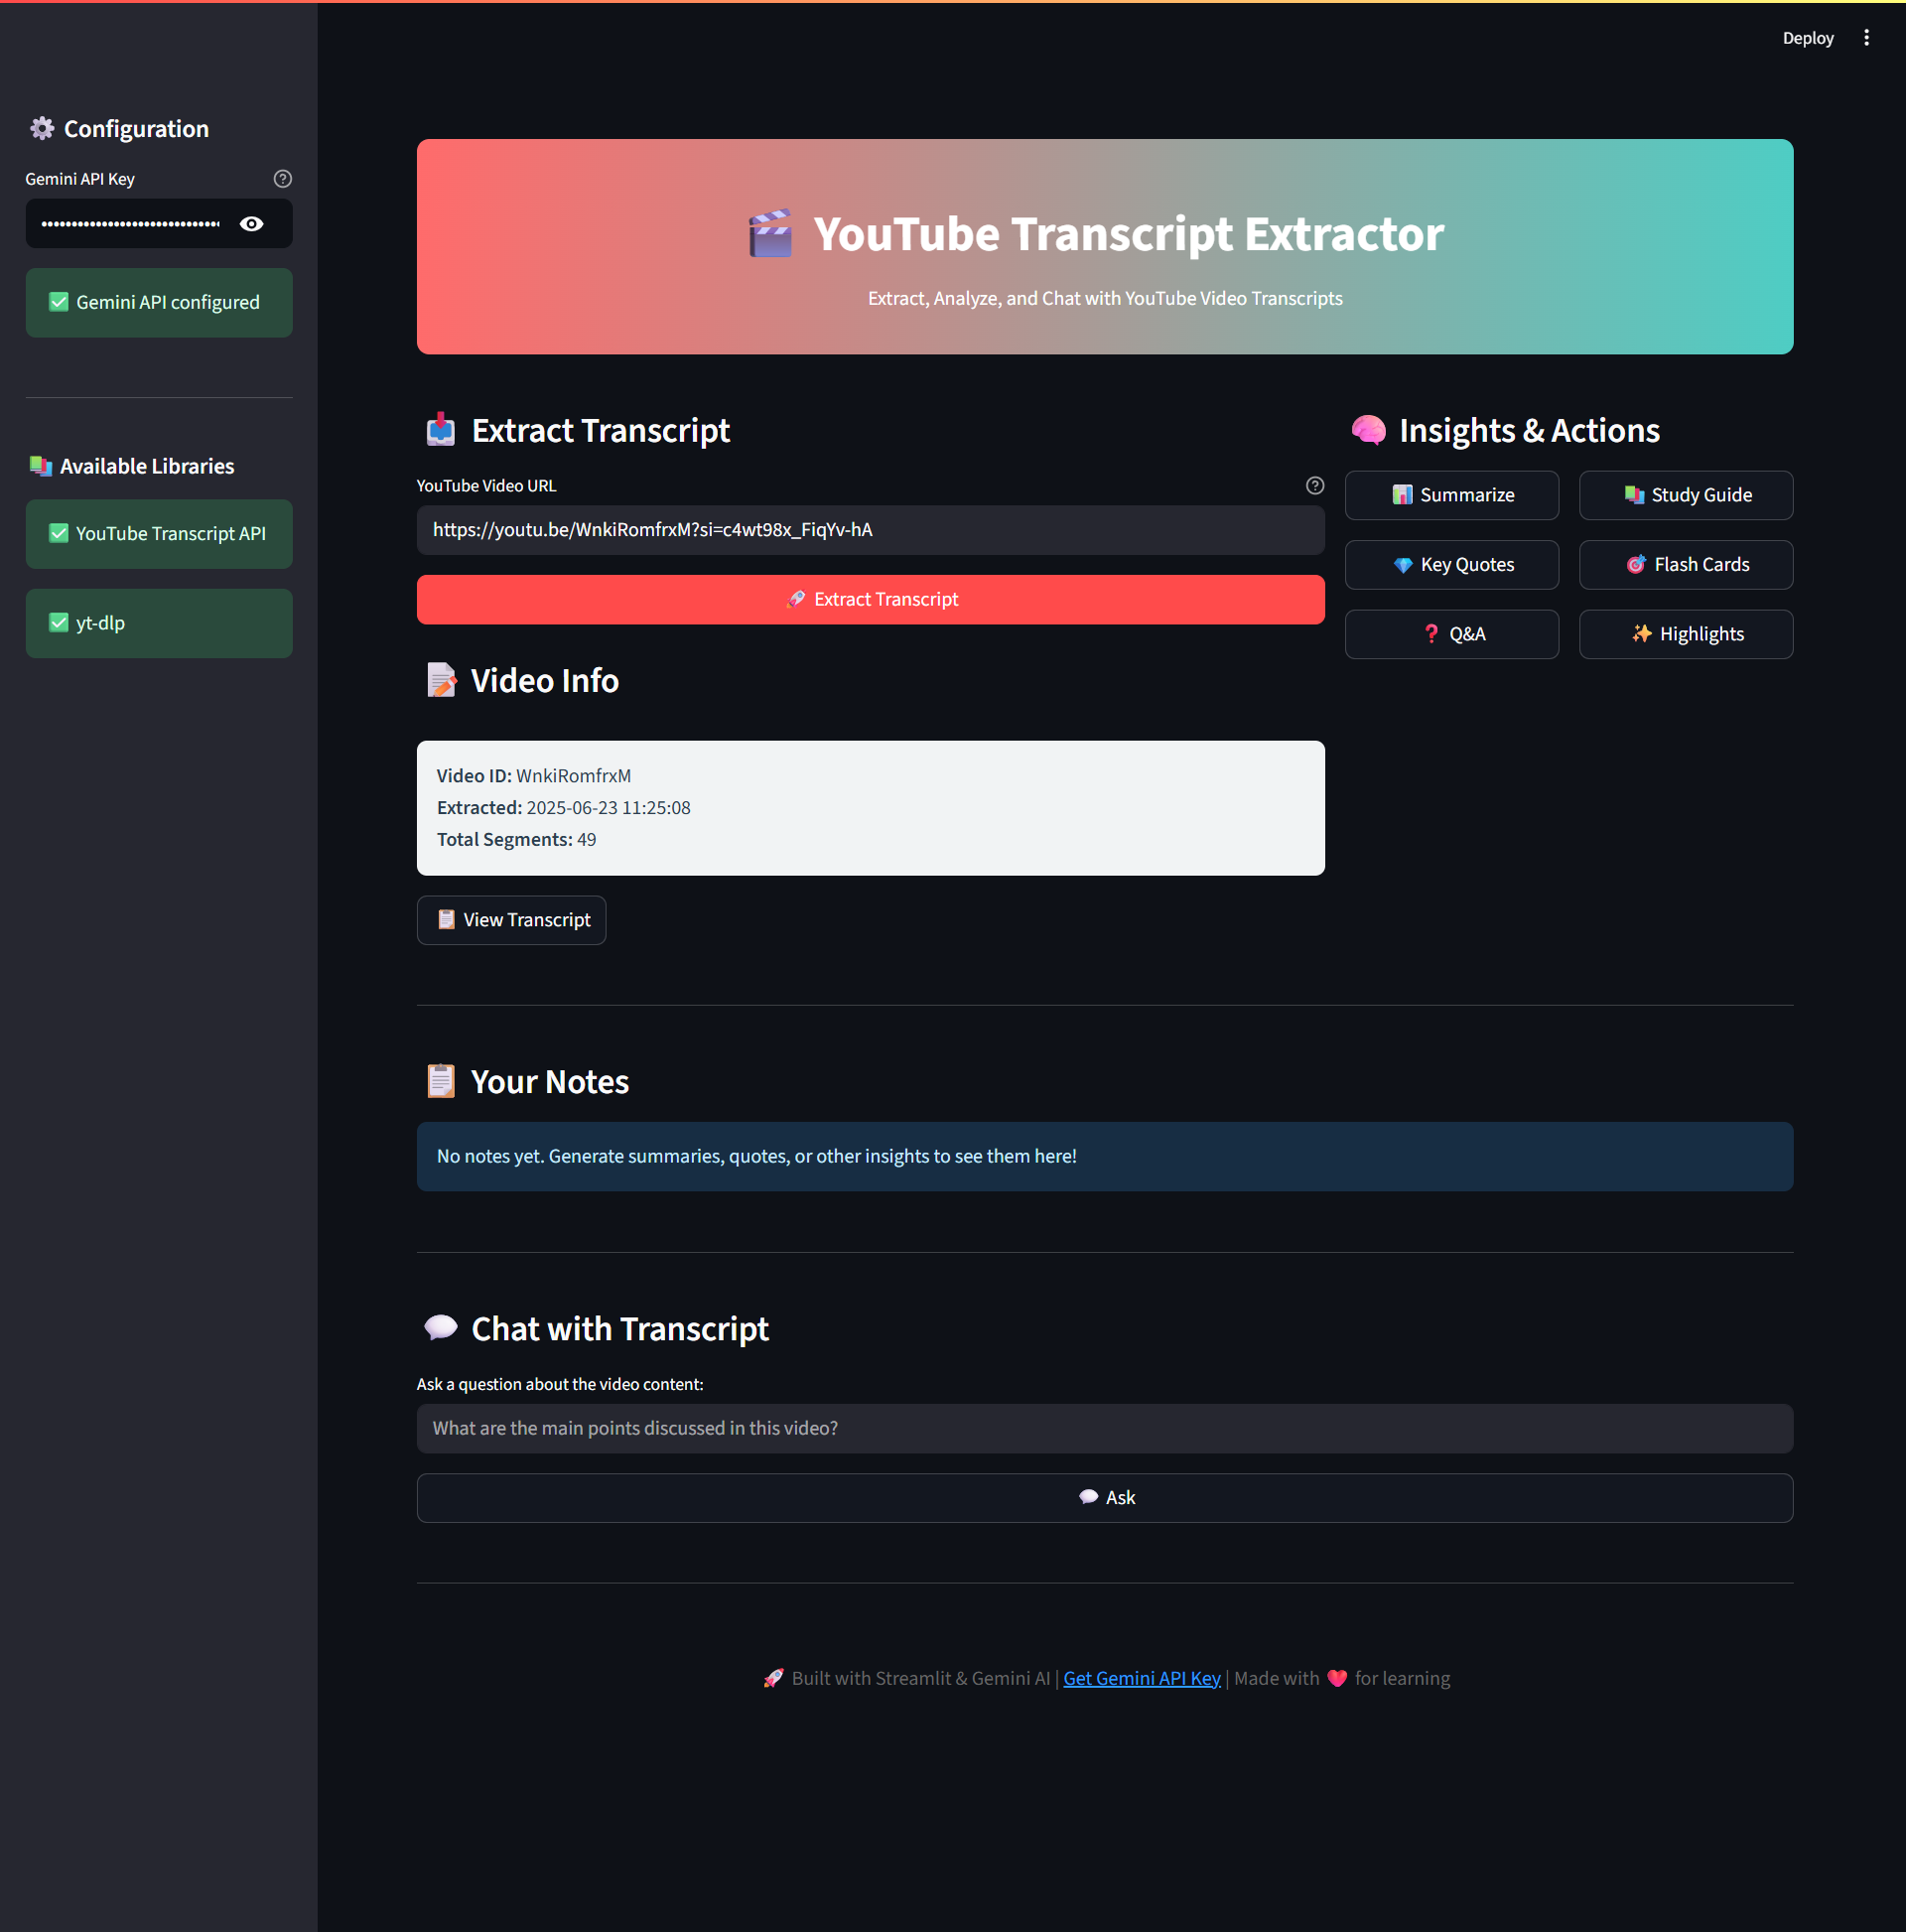 Deploy
Configuration
Gemini API Key
Gemini API configured
Available Libraries
YouTube Transcript API
yt-dlp
YouTube Transcript Extractor
Extract, Analyze, and Chat with YouTube Video Transcripts
Extract Transcript
YouTube Video URL
https://youtu.be/WnkiRomfrxM?si=c4wt98x_FiqYv-hA
Extract Transcript
Video Info
Video ID: WnkiRomfrxM
Extracted: 2025-06-23 11:25:08
Total Segments: 49
View Transcript
Insights & Actions
Summarize
Study Guide
Key Quotes
Flash Cards
Q&A
Highlights
Your Notes
No notes yet. Generate summaries, quotes, or other insights to see them here!
Chat with Transcript
Ask a question about the video content:
What are the main points discussed in this video?
Ask
Built with Streamlit & Gemini AI | Get Gemini API Key | Made with ❤️ for learning